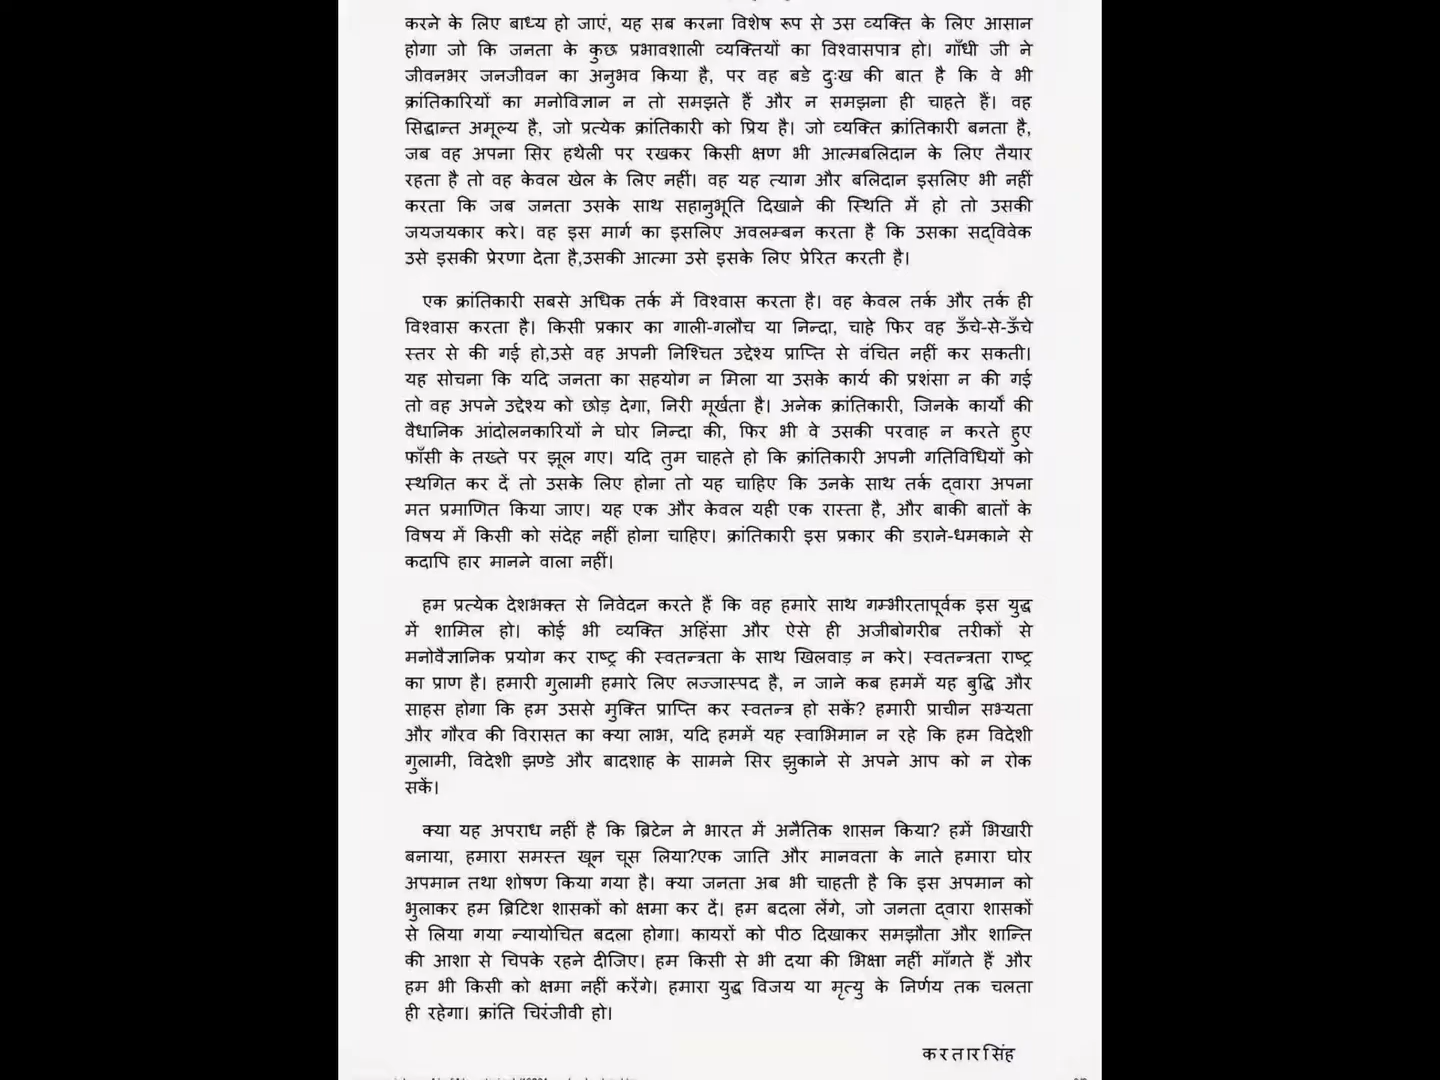 करने के लिए बाध्य हो जाएं, यह सब करना विशेष रूप से उस व्यक्ति के लिए आसान
होगा जो कि जनता के कुछ प्रभावशाली व्यक्तियों का विश्वासपात्र हो। गाँधी जी ने
जीवनभर जनजीवन का अनुभव किया है, पर वह बडे दुःख की बात है कि वे भी
क्रांतिकारियों का मनोविज्ञान न तो समझते हैं और न समझना ही चाहते हैं। वह
सिद्धान्त अमूल्य है, जो प्रत्येक क्रांतिकारी को प्रिय है। जो व्यक्ति क्रांतिकारी बनता है,
जब वह अपना सिर हथेली पर रखकर किसी क्षण भी आत्मबलिदान के लिए तैयार
रहता है तो वह केवल खेल के लिए नहीं। वह यह त्याग और बलिदान इसलिए भी नहीं
करता कि जब जनता उसके साथ सहानुभूति दिखाने की स्थिति में हो तो उसकी
जयजयकार करे। वह इस मार्ग का इसलिए अवलम्बन करता है कि उसका सद्विवेक
उसे इसकी प्रेरणा देता है,उसकी आत्मा उसे इसके लिए प्रेरित करती है।
एक क्रांतिकारी सबसे अधिक तर्क में विश्वास करता है। वह केवल तर्क और तर्क ही
विश्वास करता है। किसी प्रकार का गाली-गलौच या निन्दा, चाहे फिर वह ऊँचे-से-ऊँचे
स्तर से की गई हो,उसे वह अपनी निश्चित उद्देश्य प्राप्ति से वंचित नहीं कर सकती।
यह सोचना कि यदि जनता का सहयोग न मिला या उसके कार्य की प्रशंसा न की गई
तो वह अपने उद्देश्य को छोड़ देगा, निरी मूर्खता है। अनेक क्रांतिकारी, जिनके कार्यों की
वैधानिक आंदोलनकारियों ने घोर निन्दा की, फिर भी वे उसकी परवाह न करते हुए
फाँसी के तख्ते पर झूल गए। यदि तुम चाहते हो कि क्रांतिकारी अपनी गतिविधियों को
स्थगित कर दें तो उसके लिए होना तो यह चाहिए कि उनके साथ तर्क द्वारा अपना
मत प्रमाणित किया जाए। यह एक और केवल यही एक रास्ता है, और बाकी बातों के
विषय में किसी को संदेह नहीं होना चाहिए। क्रांतिकारी इस प्रकार की डराने-धमकाने से
कदापि हार मानने वाला नहीं।
हम प्रत्येक देशभक्त से निवेदन करते हैं कि वह हमारे साथ गम्भीरतापूर्वक इस युद्ध
में शामिल हो। कोई भी व्यक्ति अहिंसा और ऐसे ही अजीबोगरीब तरीकों से
मनोवैज्ञानिक प्रयोग कर राष्ट्र की स्वतन्त्रता के साथ खिलवाड़ न करे। स्वतन्त्रता राष्ट्र
का प्राण है। हमारी गुलामी हमारे लिए लज्जास्पद है, न जाने कब हममें यह बुद्धि और
साहस होगा कि हम उससे मुक्ति प्राप्ति कर स्वतन्त्र हो सकें? हमारी प्राचीन सभ्यता
और गौरव की विरासत का क्या लाभ, यदि हममें यह स्वाभिमान न रहे कि हम विदेशी
गुलामी, विदेशी झण्डे और बादशाह के सामने सिर झुकाने से अपने आप को न रोक
सकें।
क्या यह अपराध नहीं है कि ब्रिटेन ने भारत में अनैतिक शासन किया? हमें भिखारी
बनाया, हमारा समस्त खून चूस लिया?एक जाति और मानवता के नाते हमारा घोर
अपमान तथा शोषण किया गया है। क्या जनता अब भी चाहती है कि इस अपमान को
भुलाकर हम ब्रिटिश शासकों को क्षमा कर दें। हम बदला लेंगे, जो जनता द्वारा शासकों
से लिया गया न्यायोचित बदला होगा। कायरों को पीठ दिखाकर समझौता और शान्ति
की आशा से चिपके रहने दीजिए। हम किसी से भी दया की भिक्षा नहीं माँगते हैं और
हम भी किसी को क्षमा नहीं करेंगे। हमारा युद्ध विजय या मृत्यु के निर्णय तक चलता
ही रहेगा। क्रांति चिरंजीवी हो।
करतारसिंह